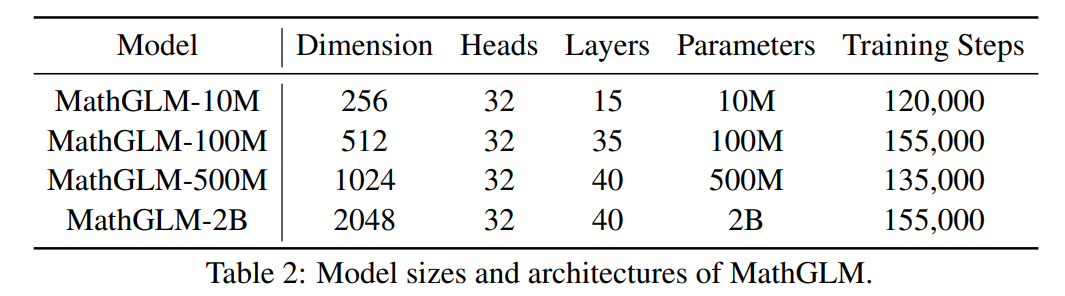 Model Dimension Heads Layers Parameters Training Steps
MathGLM-10M 256 32 15 10M 120,000
MathGLM-100M 512 32 35 100M 155,000
MathGLM-500M 1024 32 40 500M 135,000
MathGLM-2B 2048 32 40 2B 155,000
Table 2: Model sizes and architectures of MathGLM.